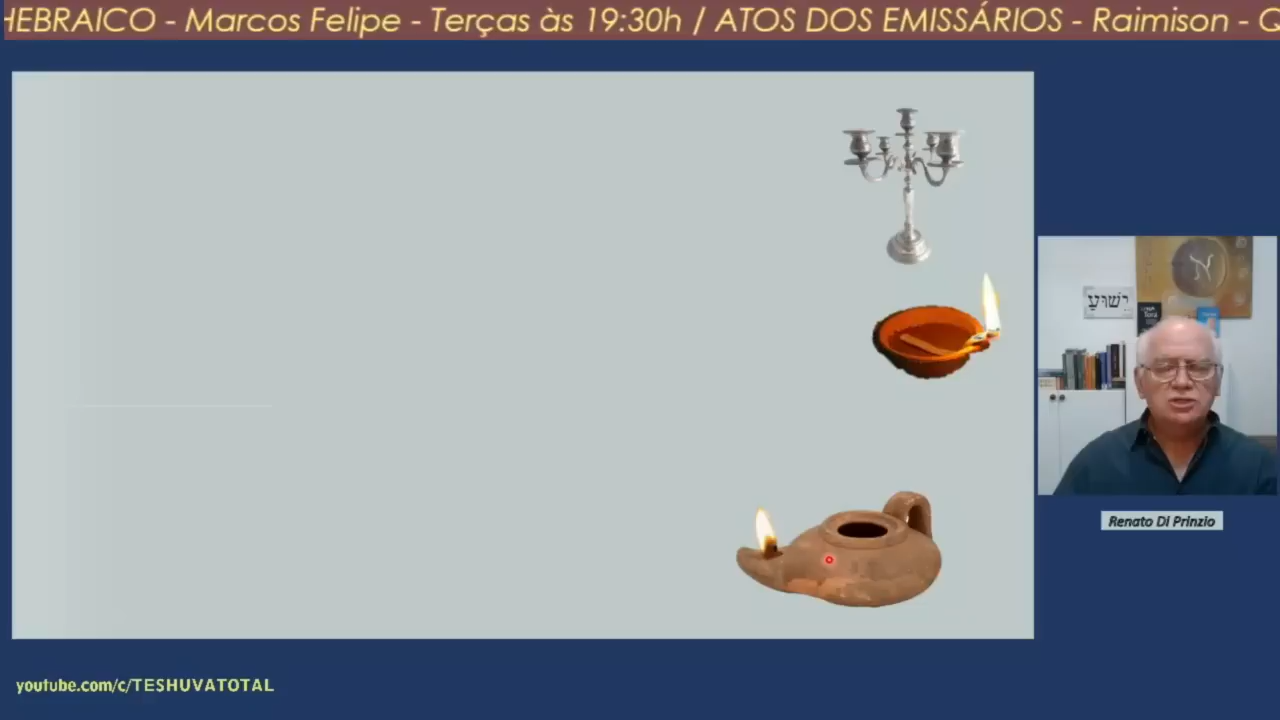 HEBRAICO - Marcos Felipe - Terças às 19:30h / ATOS DOS EMISSÁRIOS - Raimison - Q
ישוע
Renato Di Prinzio
youtube.com/c/TESHUVATOTAL